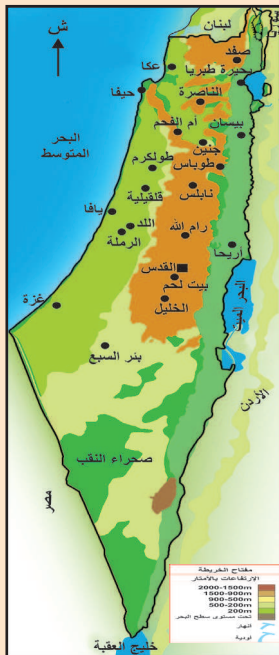 لبنان
ش
صفد
عكا
بحيرة طبريا
حيفا
الناصرة
البحر
المتوسط
أم الفحم
بيسان
جنين
طولكرم
طوباس
نابلس
قلقيلية
يافا
اللد
رام الله
الرملة
أريحا
القدس
بيت لحم
البحر الميت
غزة
الخليل
بئر السبع
الأردن
صحراء النقب
مصر
مفتاح الخريطة
الارتفاعات بالأمتار
2000-1500m
1500-900m
900-500m
500-200m
200m
تحت مستوى سطح البحر
انهار
اودية
خليج العقبة